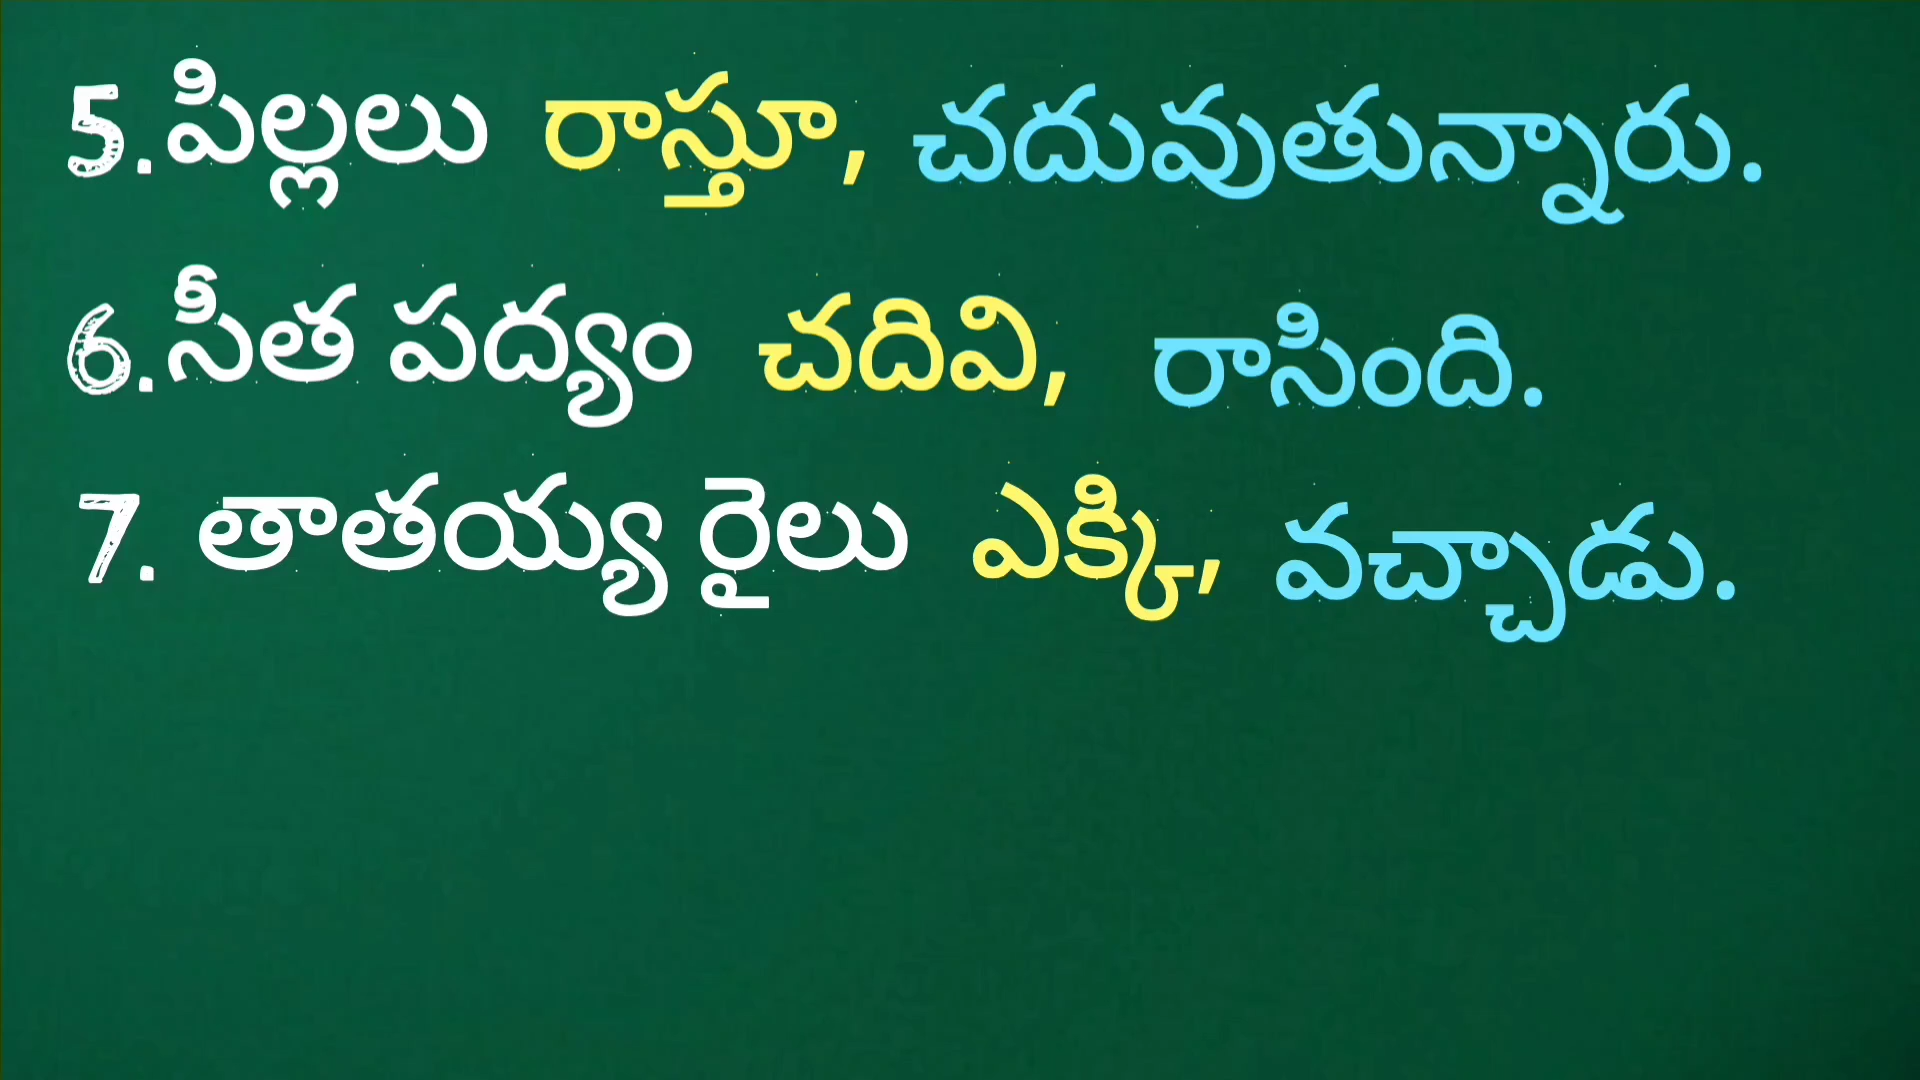 5. పిల్లలు రాస్తూ, చదువుతున్నారు.
6. సీత పద్యం చదివి, రాసింది.
7. తాతయ్య రైలు ఎక్కి, వచ్చాడు.